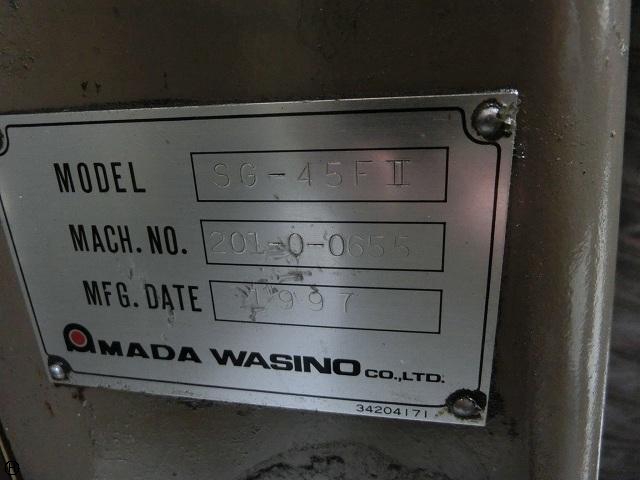 MODEL SG-45FⅡ
MACH. NO. 201-0-0655
MFG. DATE 1997
AMADA WASINO CO.,LTD.
34204171